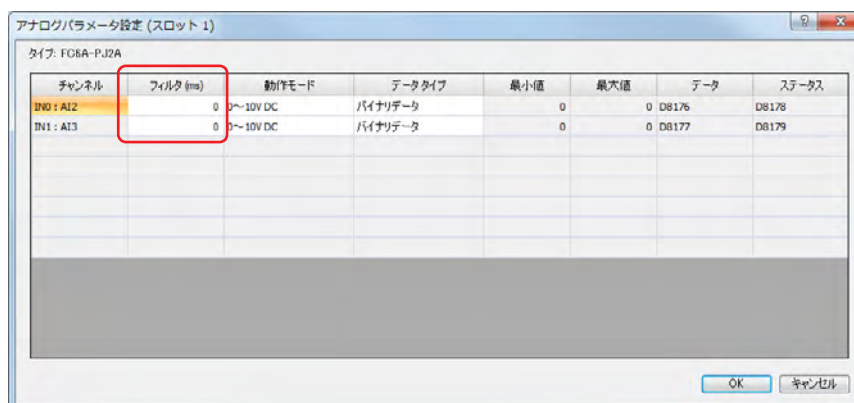 アナログパラメータ設定 (スロット 1)
タイプ: FC6A-PJ2A
チャンネル フィルタ (ms) 動作モード データタイプ 最小値 最大値 データ ステータス
IN0 : AI2 0 0～10V DC バイナリデータ 0 0 D8176 D8178
IN1 : AI3 0 0～10V DC バイナリデータ 0 0 D8177 D8179
OK キャンセル